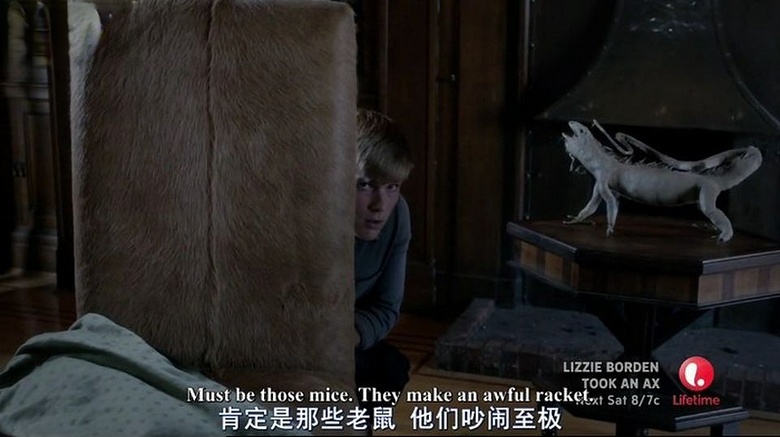 LIZZIE BORDEN
TOOK AN AX
Next Sat 8/7c
Lifetime
Must be those mice. They make an awful racket.
肯定是那些老鼠 他们吵闹至极